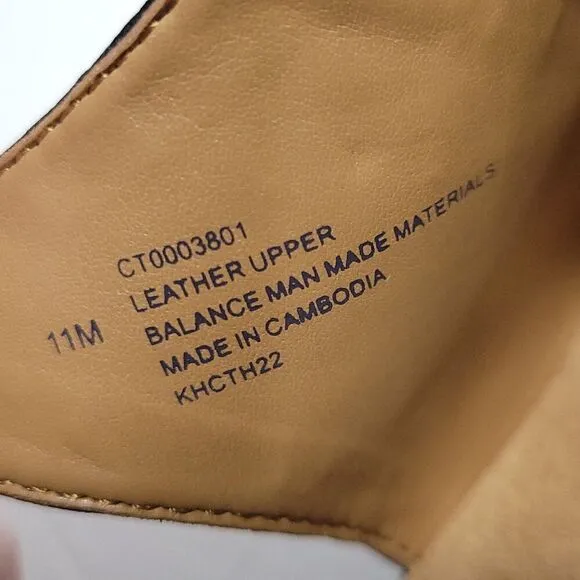 CT0003801
11M LEATHER UPPER
BALANCE MAN MADE MATERIALS
MADE IN CAMBODIA
KHCTH22